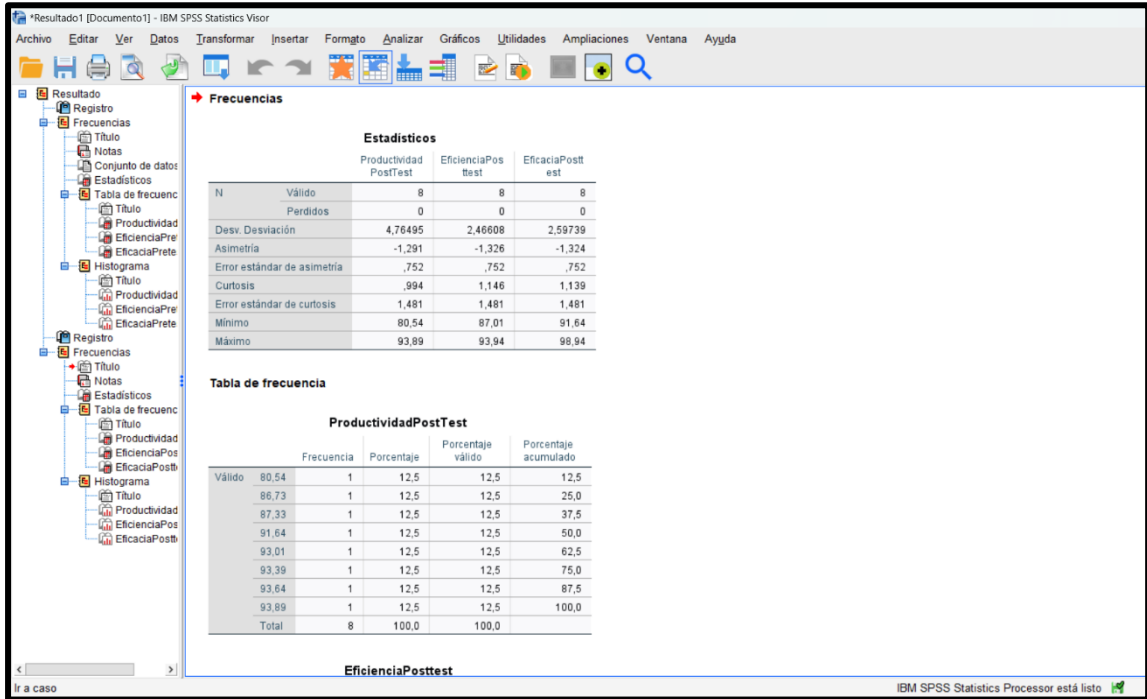 *Resultado1 [Documento1] - IBM SPSS Statistics Visor
Archivo Editar Ver Datos Transformar Insertar Formato Analizar Gráficos Utilidades Ampliaciones Ventana Ayuda
Resultado
Registro
Frecuencias
Título
Notas
Conjunto de datos
Estadísticos
Tabla de frecuenc
Título
Productividad
EficienciaPret
EficaciaPrete
Histograma
Título
Productividad
EficienciaPret
EficaciaPrete
Registro
Frecuencias
Título
Notas
Estadísticos
Tabla de frecuenc
Título
Productividad
EficienciaPos
EficaciaPostt
Histograma
Título
Productividad
EficienciaPos
EficaciaPostt
Frecuencias
Estadísticos
Productividad EficienciaPos EficaciaPostt
PostTest ttest est
N Válido 8 8 8
Perdidos 0 0 0
Desv. Desviación 4,76495 2,46608 2,59739
Asimetría -1,291 -1,326 -1,324
Error estándar de asimetría ,752 ,752 ,752
Curtosis ,994 1,146 1,139
Error estándar de curtosis 1,481 1,481 1,481
Mínimo 80,54 87,01 91,64
Máximo 93,89 93,94 98,94
Tabla de frecuencia
ProductividadPostTest
Frecuencia Porcentaje Porcentaje válido Porcentaje acumulado
Válido 80,54 1 12,5 12,5 12,5
86,73 1 12,5 12,5 25,0
87,33 1 12,5 12,5 37,5
91,64 1 12,5 12,5 50,0
93,01 1 12,5 12,5 62,5
93,39 1 12,5 12,5 75,0
93,64 1 12,5 12,5 87,5
93,89 1 12,5 12,5 100,0
Total 8 100,0 100,0
EficienciaPosttest
Ir a caso
IBM SPSS Statistics Processor está listo